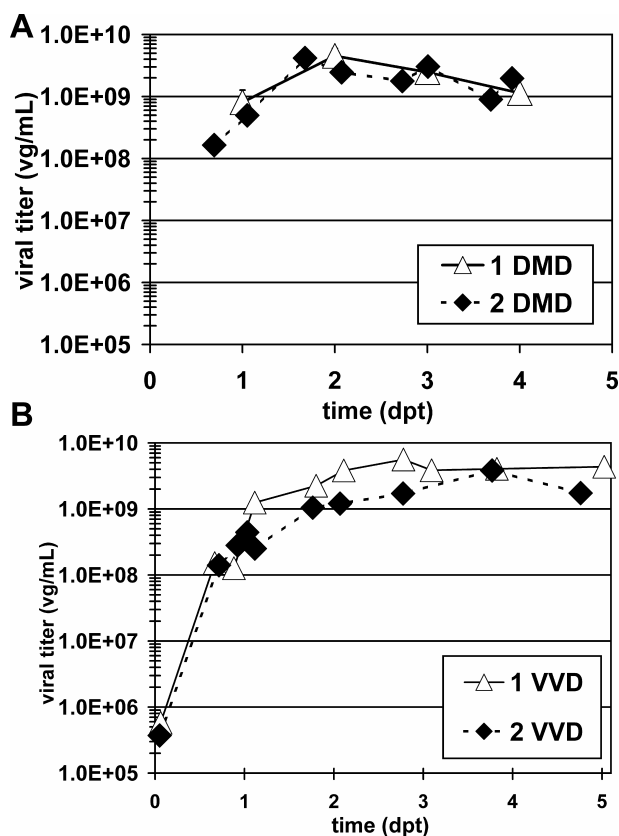 A
viral titer (vg/mL)
1.0E+10
1.0E+09
1.0E+08
1.0E+07
1.0E+06
1.0E+05
1 DMD
2 DMD
0 1 2 3 4 5
time (dpt)
B
viral titer (vg/mL)
1.0E+10
1.0E+09
1.0E+08
1.0E+07
1.0E+06
1.0E+05
1 VVD
2 VVD
0 1 2 3 4 5
time (dpt)